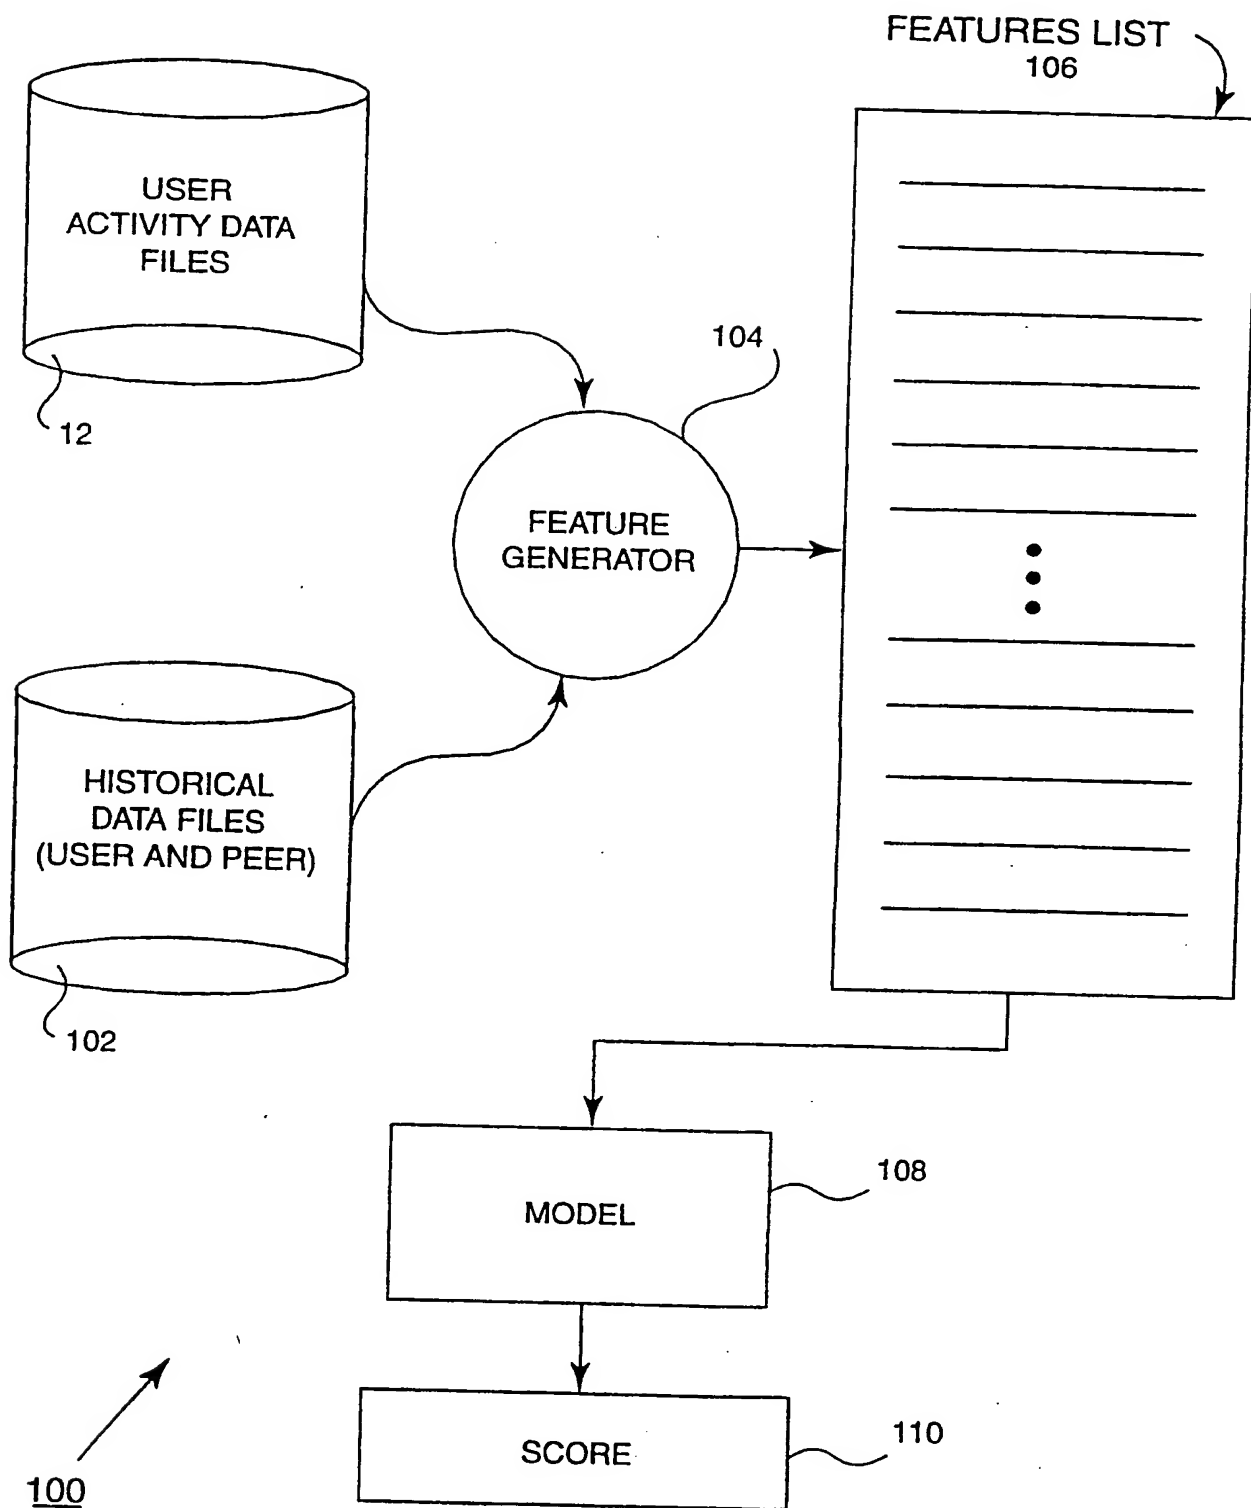 FEATURES LIST
106
USER
ACTIVITY DATA
FILES
12
104
FEATURE
GENERATOR
HISTORICAL
DATA FILES
(USER AND PEER)
102
MODEL
108
SCORE
110
100